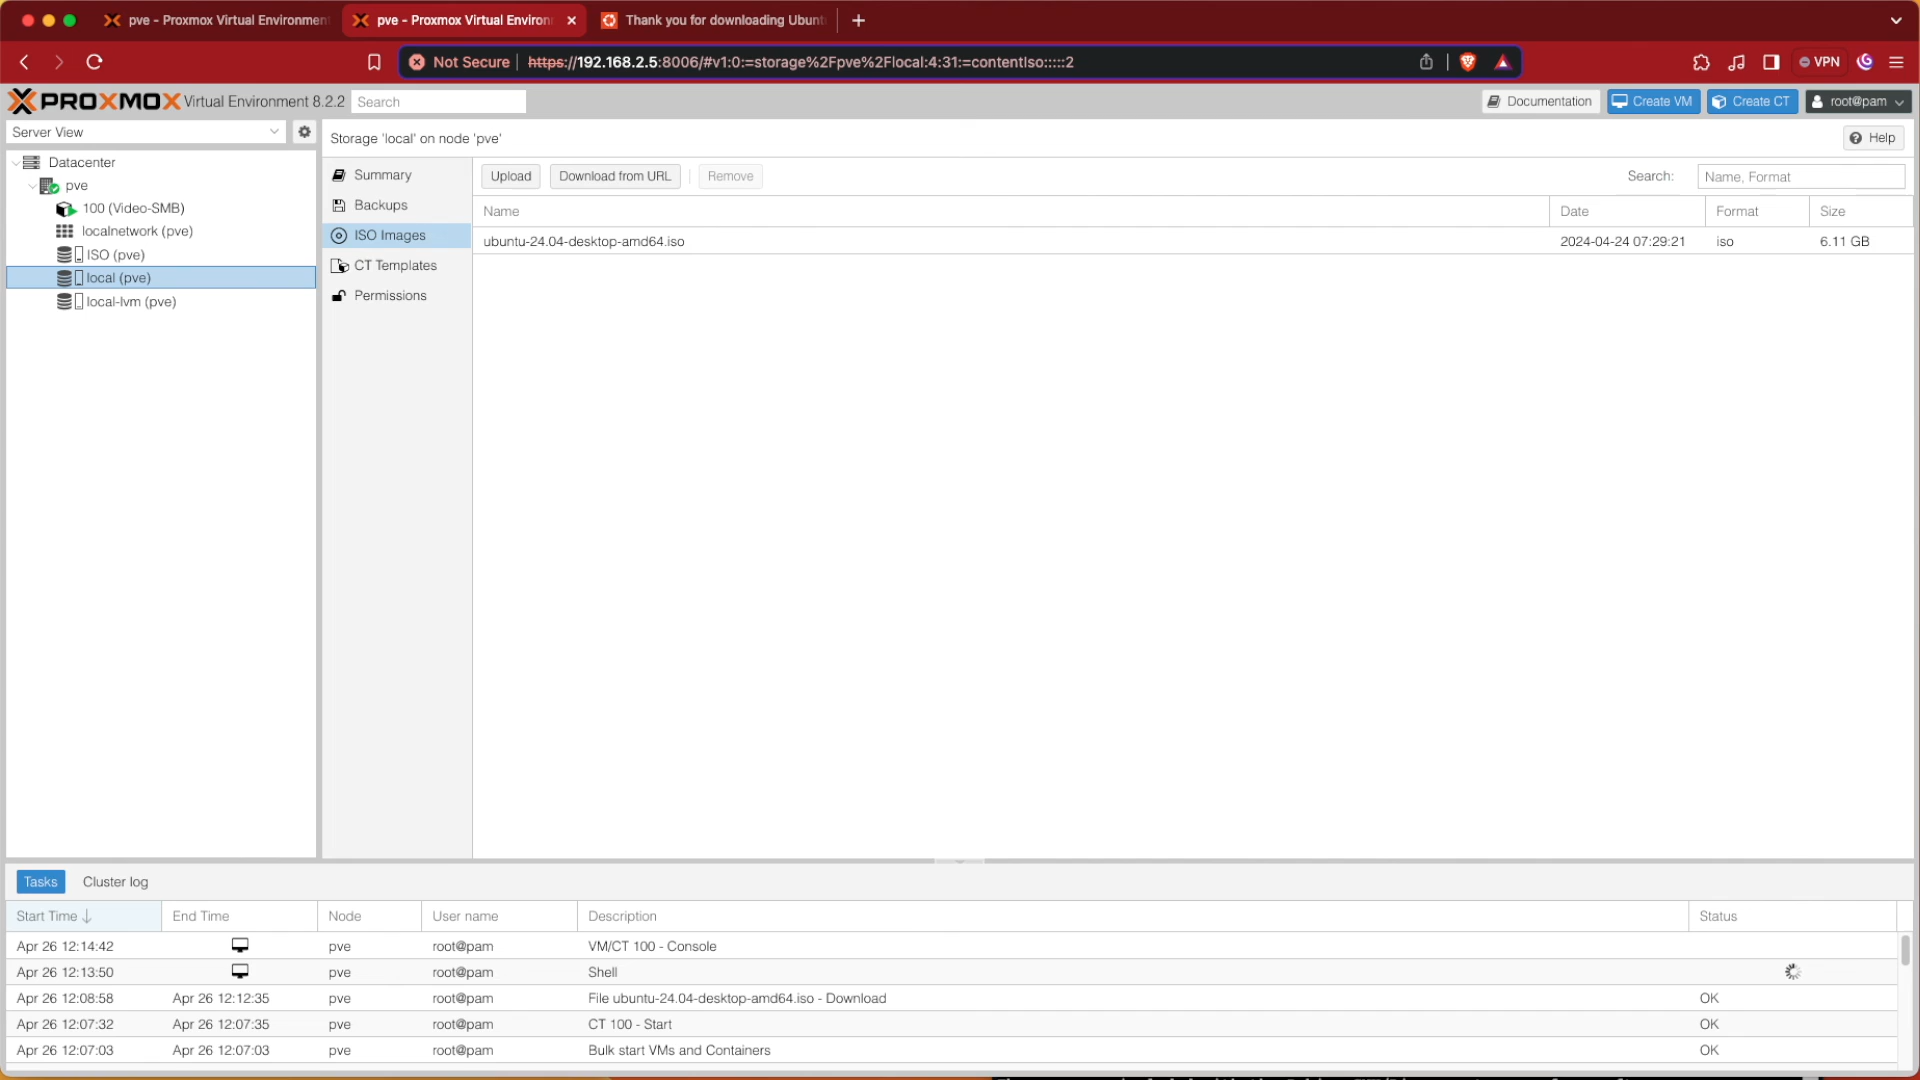 pve - Proxmox Virtual Environment
pve - Proxmox Virtual Environ
Thank you for downloading Ubuntu
Not Secure
https://192.168.2.5:8006/#v1:0:=storage%2Fpve%2Flocal:4:31:=contentIso:::::2
VPN
PROXMOX Virtual Environment 8.2.2
Search
Documentation
Create VM
Create CT
root@pam
Server View
Storage 'local' on node 'pve'
Help
Datacenter
pve
100 (Video-SMB)
localnetwork (pve)
ISO (pve)
local (pve)
local-lvm (pve)
Summary
Backups
ISO Images
CT Templates
Permissions
Upload
Download from URL
Remove
Search:
Name, Format
Name Date Format Size
ubuntu-24.04-desktop-amd64.iso 2024-04-24 07:29:21 iso 6.11 GB
Tasks
Cluster log
Start Time End Time Node User name Description Status
Apr 26 12:14:42 pve root@pam VM/CT 100 - Console
Apr 26 12:13:50 pve root@pam Shell
Apr 26 12:08:58 Apr 26 12:12:35 pve root@pam File ubuntu-24.04-desktop-amd64.iso - Download OK
Apr 26 12:07:32 Apr 26 12:07:35 pve root@pam CT 100 - Start OK
Apr 26 12:07:03 Apr 26 12:07:03 pve root@pam Bulk start VMs and Containers OK